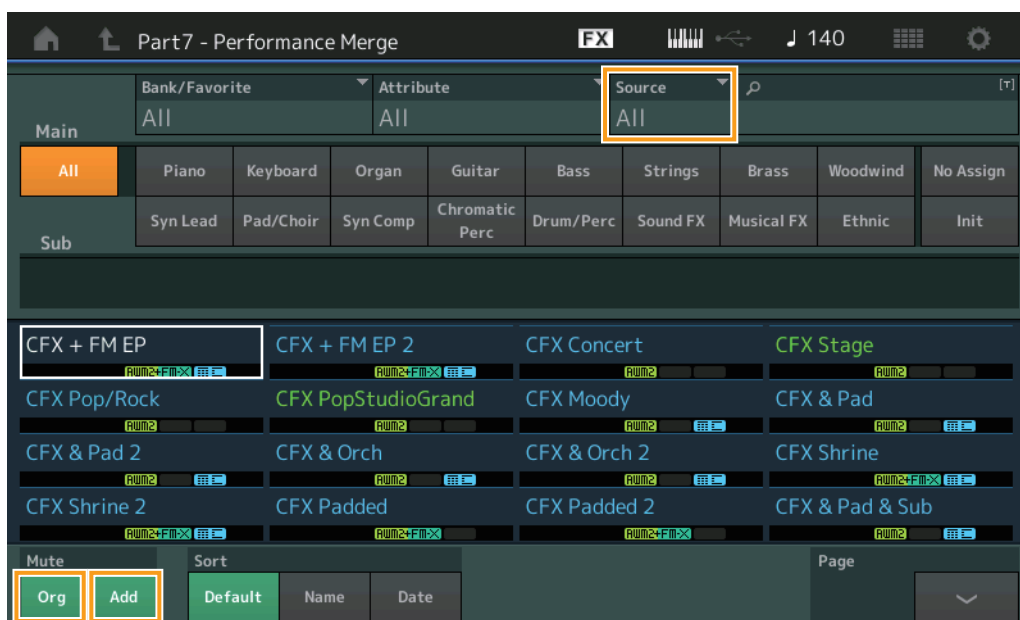 Part7 - Performance Merge FX ♩ 140
Bank/Favorite Attribute Source [T]
Main All All All
All Piano Keyboard Organ Guitar Bass Strings Brass Woodwind No Assign
Sub Syn Lead Pad/Choir Syn Comp Chromatic Perc Drum/Perc Sound FX Musical FX Ethnic Init
CFX + FM EP CFX + FM EP 2 CFX Concert CFX Stage
AWM2+FM-X AWM2+FM-X AWM2 AWM2
CFX Pop/Rock CFX PopStudioGrand CFX Moody CFX & Pad
AWM2 AWM2 AWM2 AWM2
CFX & Pad 2 CFX & Orch CFX & Orch 2 CFX Shrine
AWM2 AWM2 AWM2 AWM2+FM-X
CFX Shrine 2 CFX Padded CFX Padded 2 CFX & Pad & Sub
AWM2+FM-X AWM2+FM-X AWM2+FM-X AWM2
Mute Sort Page
Org Add Default Name Date